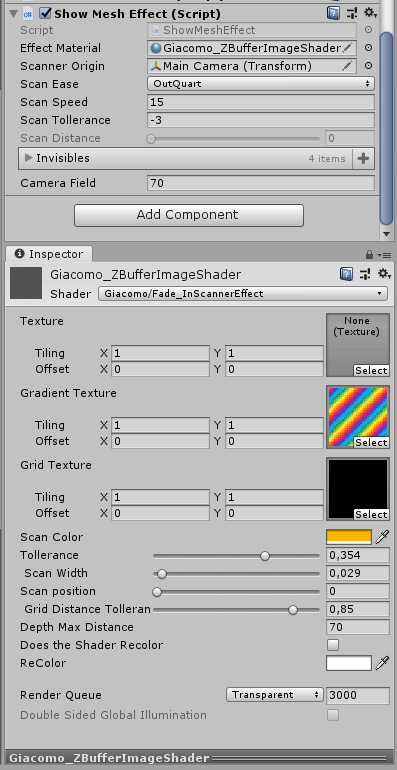 Show Mesh Effect (Script)
Script ShowMeshEffect
Effect Material Giacomo_ZBufferImageShader
Scanner Origin Main Camera (Transform)
Scan Ease OutQuart
Scan Speed 15
Scan Tollerance -3
Scan Distance 0
Invisibles 4 items
Camera Field 70
Add Component
Inspector
Giacomo_ZBufferImageShader
Shader Giacomo/Fade_InScannerEffect
Texture None
(Texture)
Tiling X 1 Y 1
Offset X 0 Y 0
Select
Gradient Texture
Tiling X 1 Y 1
Offset X 0 Y 0
Select
Grid Texture
Tiling X 1 Y 1
Offset X 0 Y 0
Select
Scan Color
Tollerance 0,354
Scan Width 0,029
Scan position 0
Grid Distance Tolleran 0,85
Depth Max Distance 70
Does the Shader Recolor
ReColor
Render Queue Transparent 3000
Double Sided Global Illumination
Giacomo_ZBufferImageShader